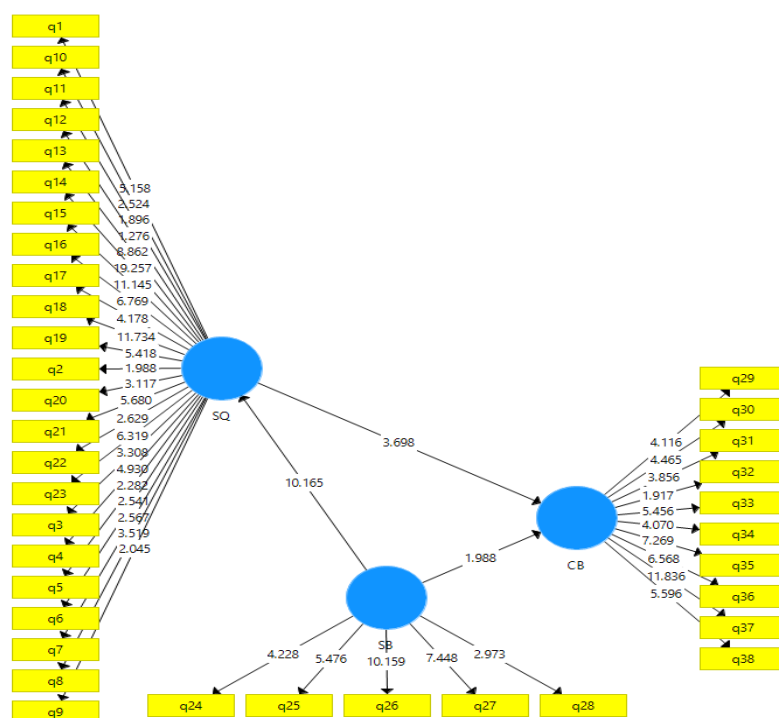 q1
q10
q11
q12
q13
q14
q15
q16
q17
q18
q19
q2
q20
q21
q22
q23
q3
q4
q5
q6
q7
q8
q9
5.158
2.524
1.896
1.276
8.862
19.257
11.145
6.769
4.178
11.734
5.418
1.988
3.117
5.680
2.629
6.319
3.308
4.930
2.282
2.541
2.567
3.519
2.045
SQ
3.698
10.165
1.988
SB
4.228
5.476
10.159
7.448
2.973
q24
q25
q26
q27
q28
CB
4.116
4.465
3.856
1.917
5.456
4.070
7.269
6.568
11.836
5.596
q29
q30
q31
q32
q33
q34
q35
q36
q37
q38